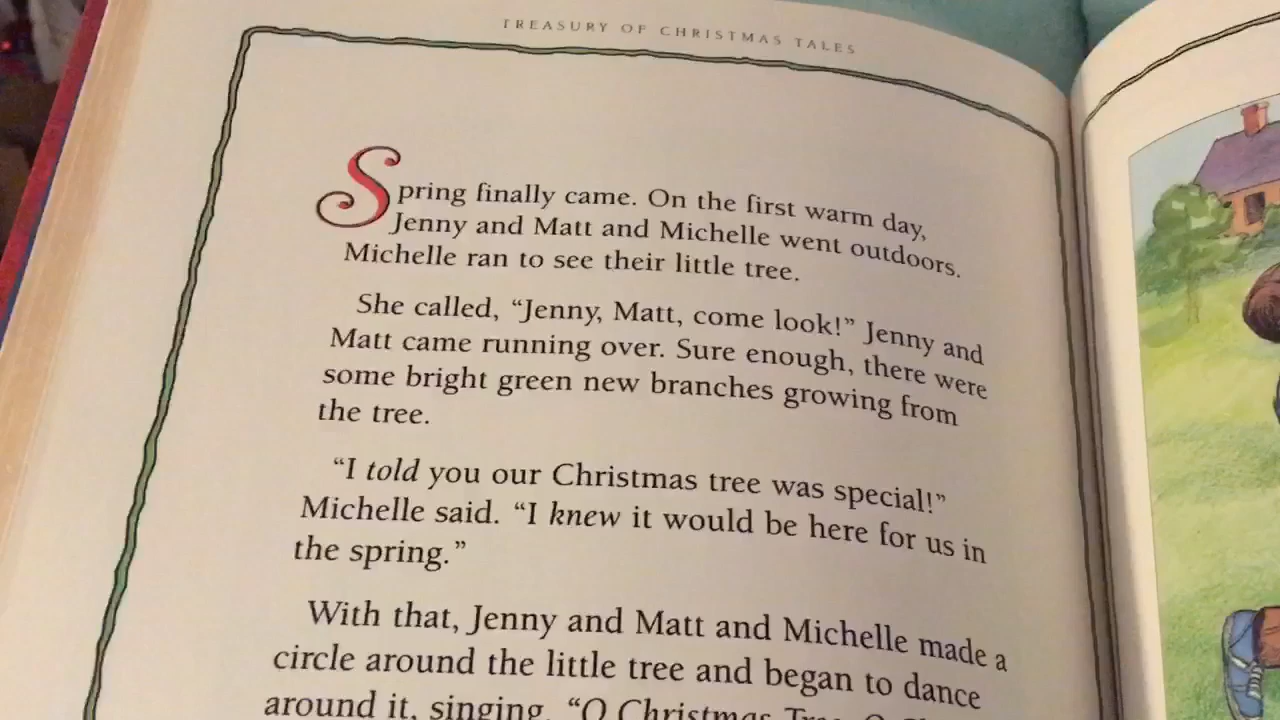 TREASURY OF CHRISTMAS TALES
Spring finally came. On the first warm day,
Jenny and Matt and Michelle went outdoors.
Michelle ran to see their little tree.
She called, “Jenny, Matt, come look!” Jenny and
Matt came running over. Sure enough, there were
some bright green new branches growing from
the tree.
“I told you our Christmas tree was special!”
Michelle said. “I knew it would be here for us in
the spring.”
With that, Jenny and Matt and Michelle made a
circle around the little tree and began to dance
around it, singing, “O Christmas Tree, O